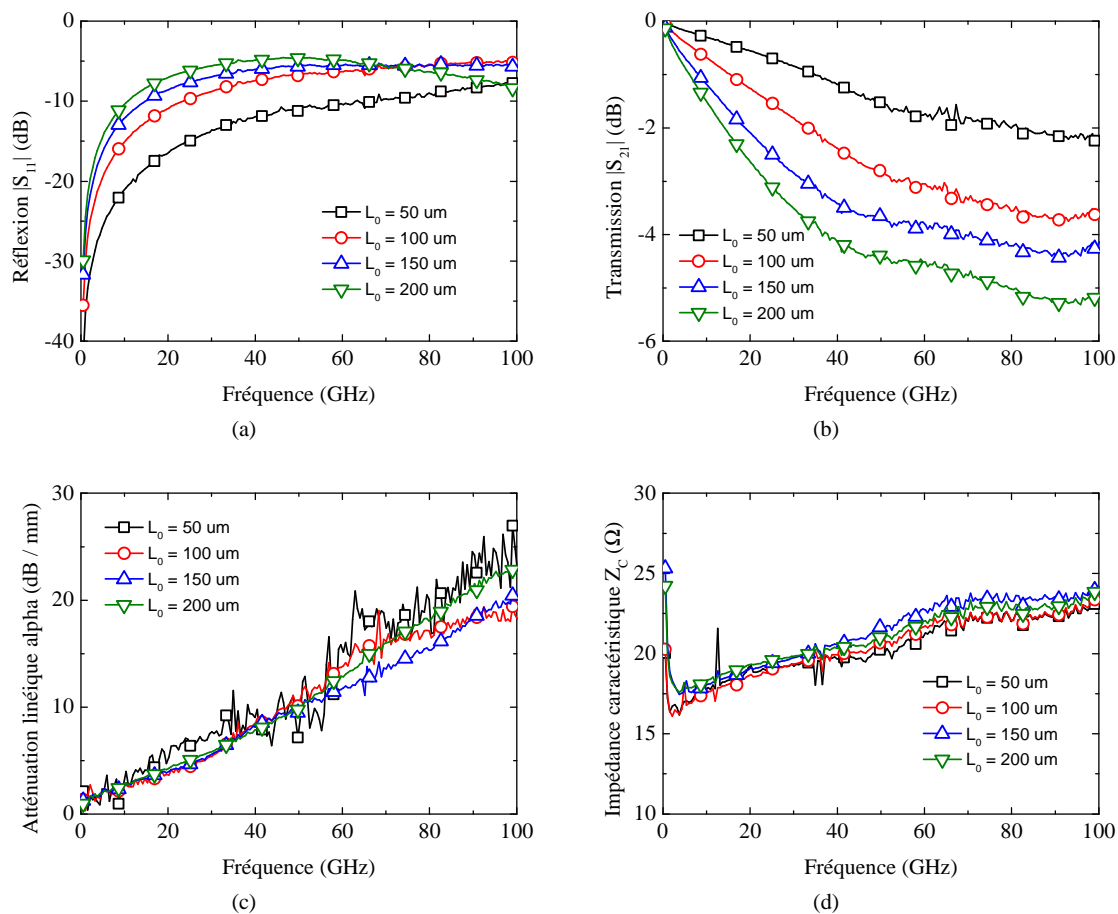 0
-10
-20
-30
-40
0 20 40 60 80 100
Réflexion |S11| (dB)
Fréquence (GHz)
L0 = 50 um
L0 = 100 um
L0 = 150 um
L0 = 200 um
(a)
0
-2
-4
-6
0 20 40 60 80 100
Transmission |S21| (dB)
Fréquence (GHz)
L0 = 50 um
L0 = 100 um
L0 = 150 um
L0 = 200 um
(b)
30
20
10
0
0 20 40 60 80 100
Atténuation linéique alpha (dB / mm)
Fréquence (GHz)
L0 = 50 um
L0 = 100 um
L0 = 150 um
L0 = 200 um
(c)
30
25
20
15
10
0 20 40 60 80 100
Impédance caractéristique ZC (Ω)
Fréquence (GHz)
L0 = 50 um
L0 = 100 um
L0 = 150 um
L0 = 200 um
(d)